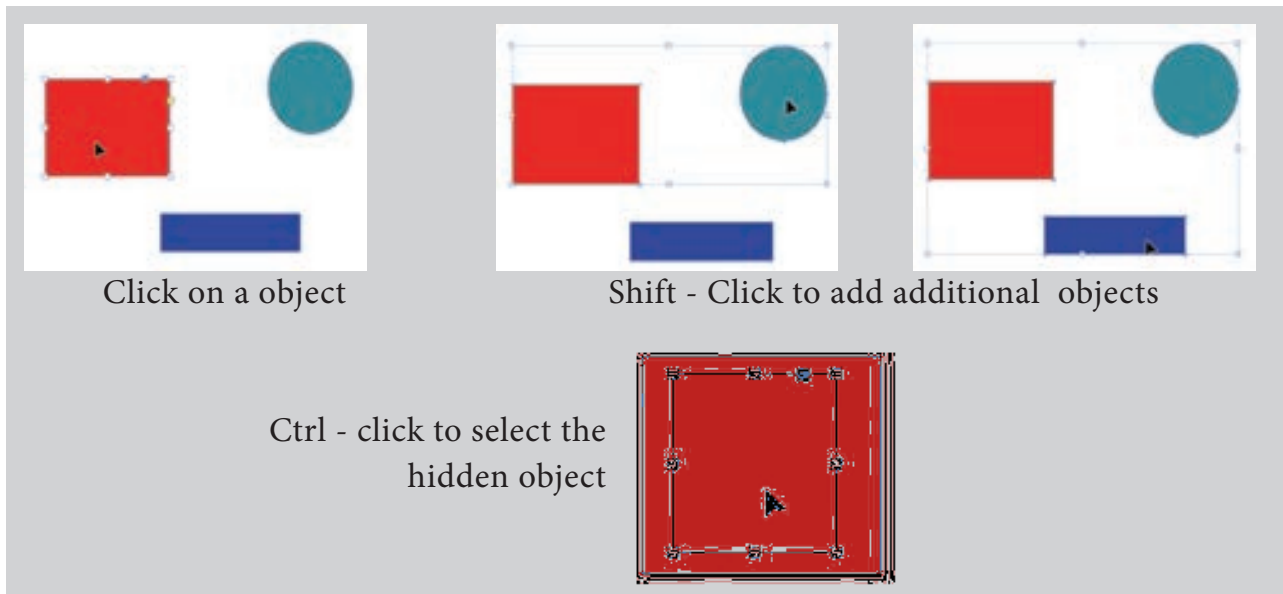 Click on a object
Shift - Click to add additional objects
Ctrl - click to select the
hidden object